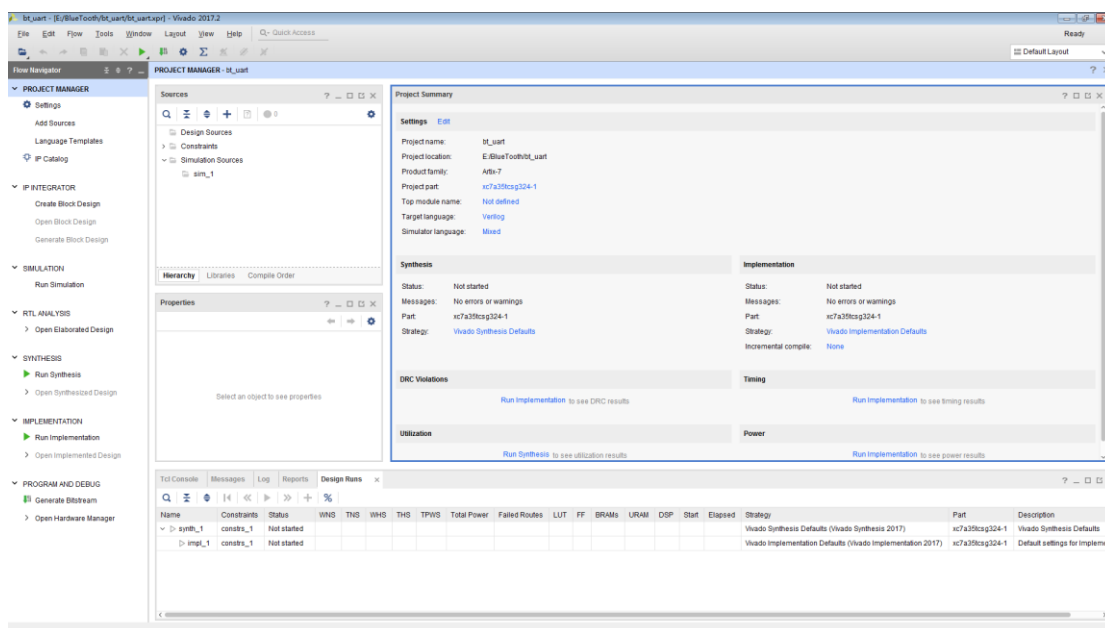 bt_uart - [E:/BlueTooth/bt_uart/bt_uart.xpr] - Vivado 2017.2
File Edit Flow Tools Window Layout View Help Quick Access
Ready
Default Layout
Flow Navigator
PROJECT MANAGER - bt_uart
PROJECT MANAGER
Settings
Add Sources
Language Templates
IP Catalog
IP INTEGRATOR
Create Block Design
Open Block Design
Generate Block Design
SIMULATION
Run Simulation
RTL ANALYSIS
Open Elaborated Design
SYNTHESIS
Run Synthesis
Open Synthesized Design
IMPLEMENTATION
Run Implementation
Open Implemented Design
PROGRAM AND DEBUG
Generate Bitstream
Open Hardware Manager
Sources
0
Design Sources
Constraints
Simulation Sources
sim_1
Hierarchy Libraries Compile Order
Properties
Select an object to see properties
Project Summary
Settings Edit
Project name: bt_uart
Project location: E:/BlueTooth/bt_uart
Product family: Artix-7
Project part: xc7a35tcsg324-1
Top module name: Not defined
Target language: Verilog
Simulator language: Mixed
Synthesis
Status: Not started
Messages: No errors or warnings
Part: xc7a35tcsg324-1
Strategy: Vivado Synthesis Defaults
Implementation
Status: Not started
Messages: No errors or warnings
Part: xc7a35tcsg324-1
Strategy: Vivado Implementation Defaults
Incremental compile: None
DRC Violations
Run Implementation to see DRC results
Timing
Run Implementation to see timing results
Utilization
Run Synthesis to see utilization results
Power
Run Implementation to see power results
Tcl Console Messages Log Reports Design Runs
Name Constraints Status WNS TNS WHS THS TPWS Total Power Failed Routes LUT FF BRAMs URAM DSP Start Elapsed Strategy Part Description
synth_1 constrs_1 Not started Vivado Synthesis Defaults (Vivado Synthesis 2017) xc7a35tcsg324-1 Vivado Synthesis Defaults
impl_1 constrs_1 Not started Vivado Implementation Defaults (Vivado Implementation 2017) xc7a35tcsg324-1 Default settings for Implem